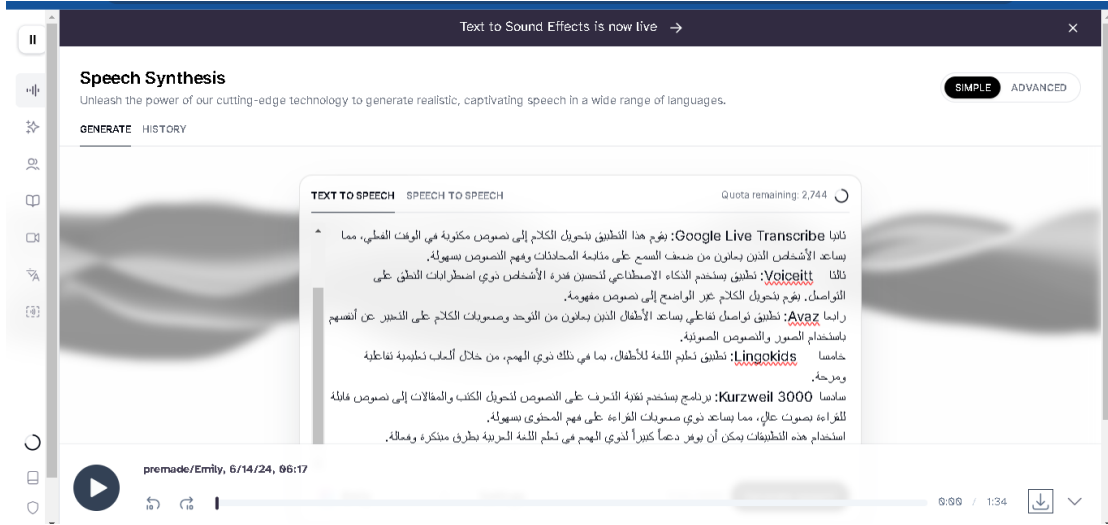 Text to Sound Effects is now live →
Speech Synthesis
Unleash the power of our cutting-edge technology to generate realistic, captivating speech in a wide range of languages.
SIMPLE ADVANCED
GENERATE HISTORY
TEXT TO SPEECH SPEECH TO SPEECH
Quota remaining: 2,744
ثانيا Google Live Transcribe: يقوم هذا التطبيق بتحويل الكلام إلى نصوص مكتوبة في الوقت الفعلي، مما
يساعد الأشخاص الذين يعانون من ضعف السمع على متابعة المحادثات وفهم النصوص بسهولة.
ثالثا Voiceitt: تطبيق يستخدم الذكاء الاصطناعي لتحسين قدرة الأشخاص ذوي اضطرابات النطق على
التواصل. يقوم بتحويل الكلام غير الواضح إلى نصوص مفهومة.
رابعا Avaz: تطبيق تواصل تفاعلي يساعد الأطفال الذين يعانون من التوحد وصعوبات الكلام على التعبير عن أنفسهم
باستخدام الصور والنصوص الصوتية.
خامسا Lingokids: تطبيق تعليم اللغة للأطفال، بما في ذلك ذوي الهمم، من خلال ألعاب تعليمية تفاعلية
ومرحة.
سادسا Kurzweil 3000: برنامج يستخدم تقنية التعرف على النصوص لتحويل الكتب والمقالات إلى نصوص قابلة
للقراءة بصوت عالٍ، مما يساعد ذوي صعوبات القراءة على فهم المحتوى بسهولة.
استخدام هذه التطبيقات يمكن أن يوفر دعماً كبيراً لذوي الهمم في تعلم اللغة العربية بطرق مبتكرة وفعالة.
premade/Emily, 6/14/24, 06:17
10 10
0:00 / 1:34